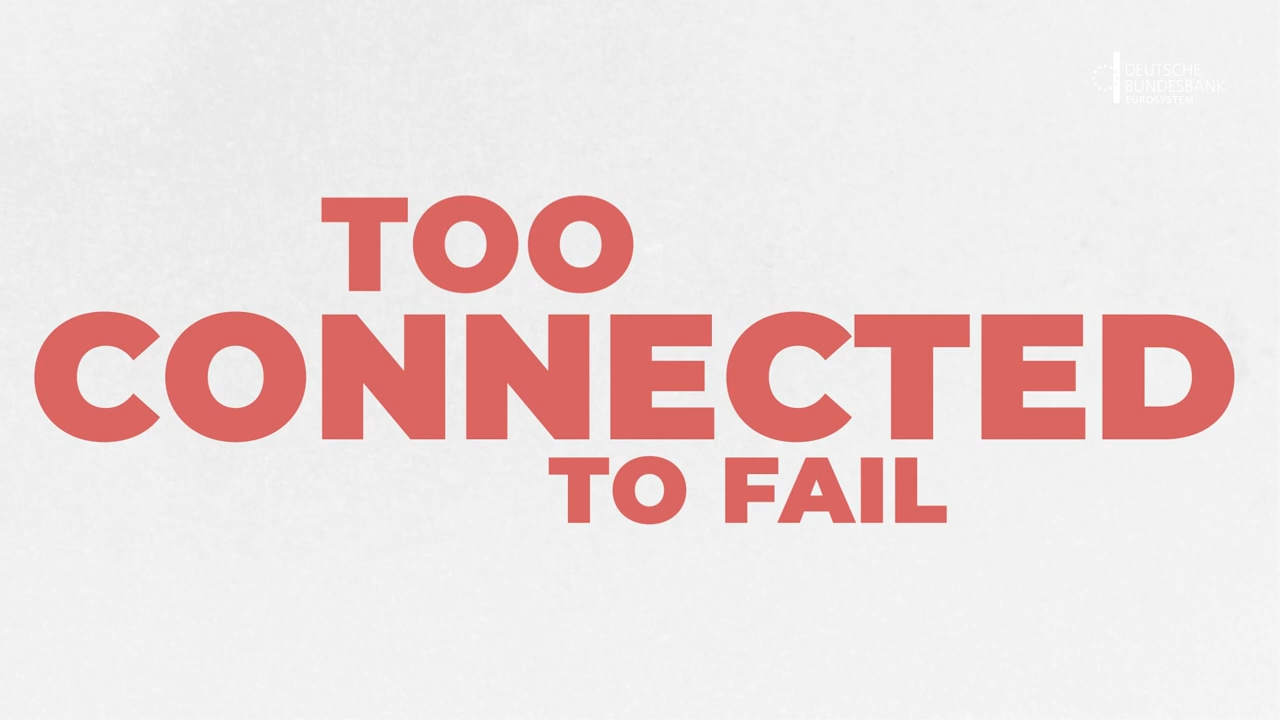 DEUTSCHE
BUNDESBANK
EUROSYSTEM
TOO
CONNECTED
TO FAIL